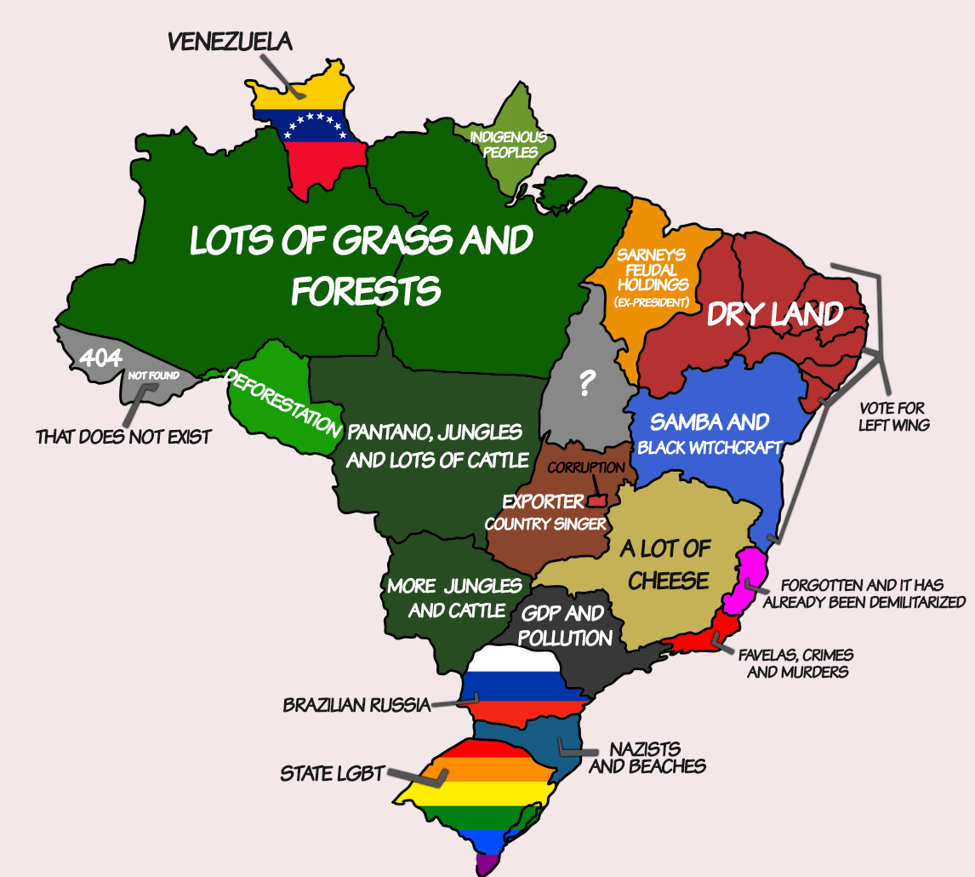 VENEZUELA
INDIGENOUS
PEOPLES
LOTS OF GRASS AND
FORESTS
SARNEY'S
FEUDAL
HOLDINGS
(EX-PRESIDENT)
DRY LAND
404
NOT FOUND
THAT DOES NOT EXIST
DEFORESTATION
?
VOTE FOR
LEFT WING
PANTANO, JUNGLES
AND LOTS OF CATTLE
SAMBA AND
BLACK WITCHCRAFT
CORRUPTION
EXPORTER
COUNTRY SINGER
A LOT OF
CHEESE
MORE JUNGLES
AND CATTLE
GDP AND
POLLUTION
FORGOTTEN AND IT HAS
ALREADY BEEN DEMILITARIZED
FAVELAS, CRIMES
AND MURDERS
BRAZILIAN RUSSIA
NAZISTS
AND BEACHES
STATE LGBT